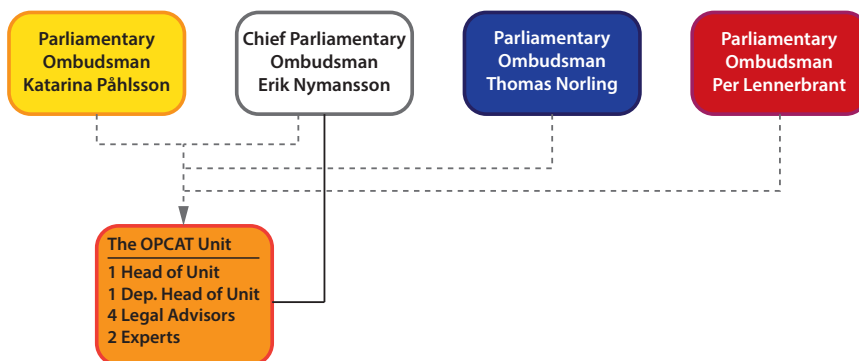 Parliamentary
Ombudsman
Katarina Påhlsson
Chief Parliamentary
Ombudsman
Erik Nymansson
Parliamentary
Ombudsman
Thomas Norling
Parliamentary
Ombudsman
Per Lennerbrant
The OPCAT Unit
1 Head of Unit
1 Dep. Head of Unit
4 Legal Advisors
2 Experts